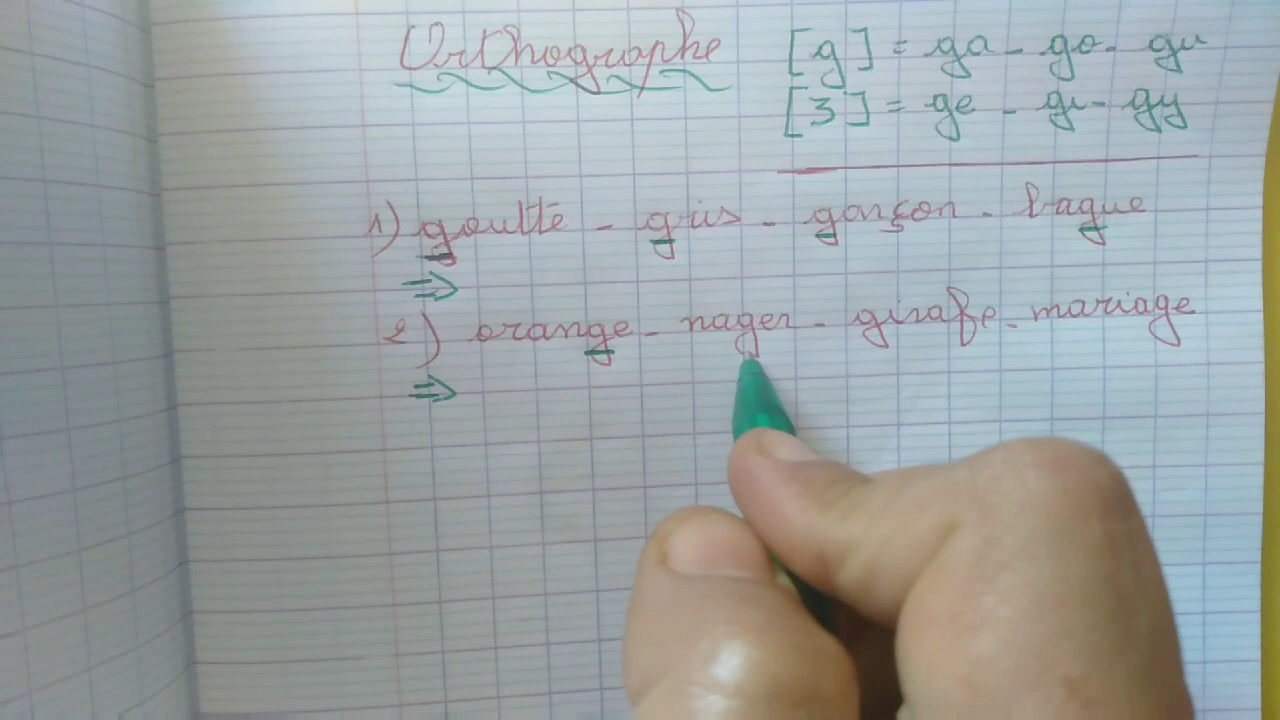 Orthographe
[g] = ga - go - gu
[ʒ] = ge - gi - gy
1) goutte - gris - garçon - bague
⇒
2) orange - nager - girafe - mariage
⇒